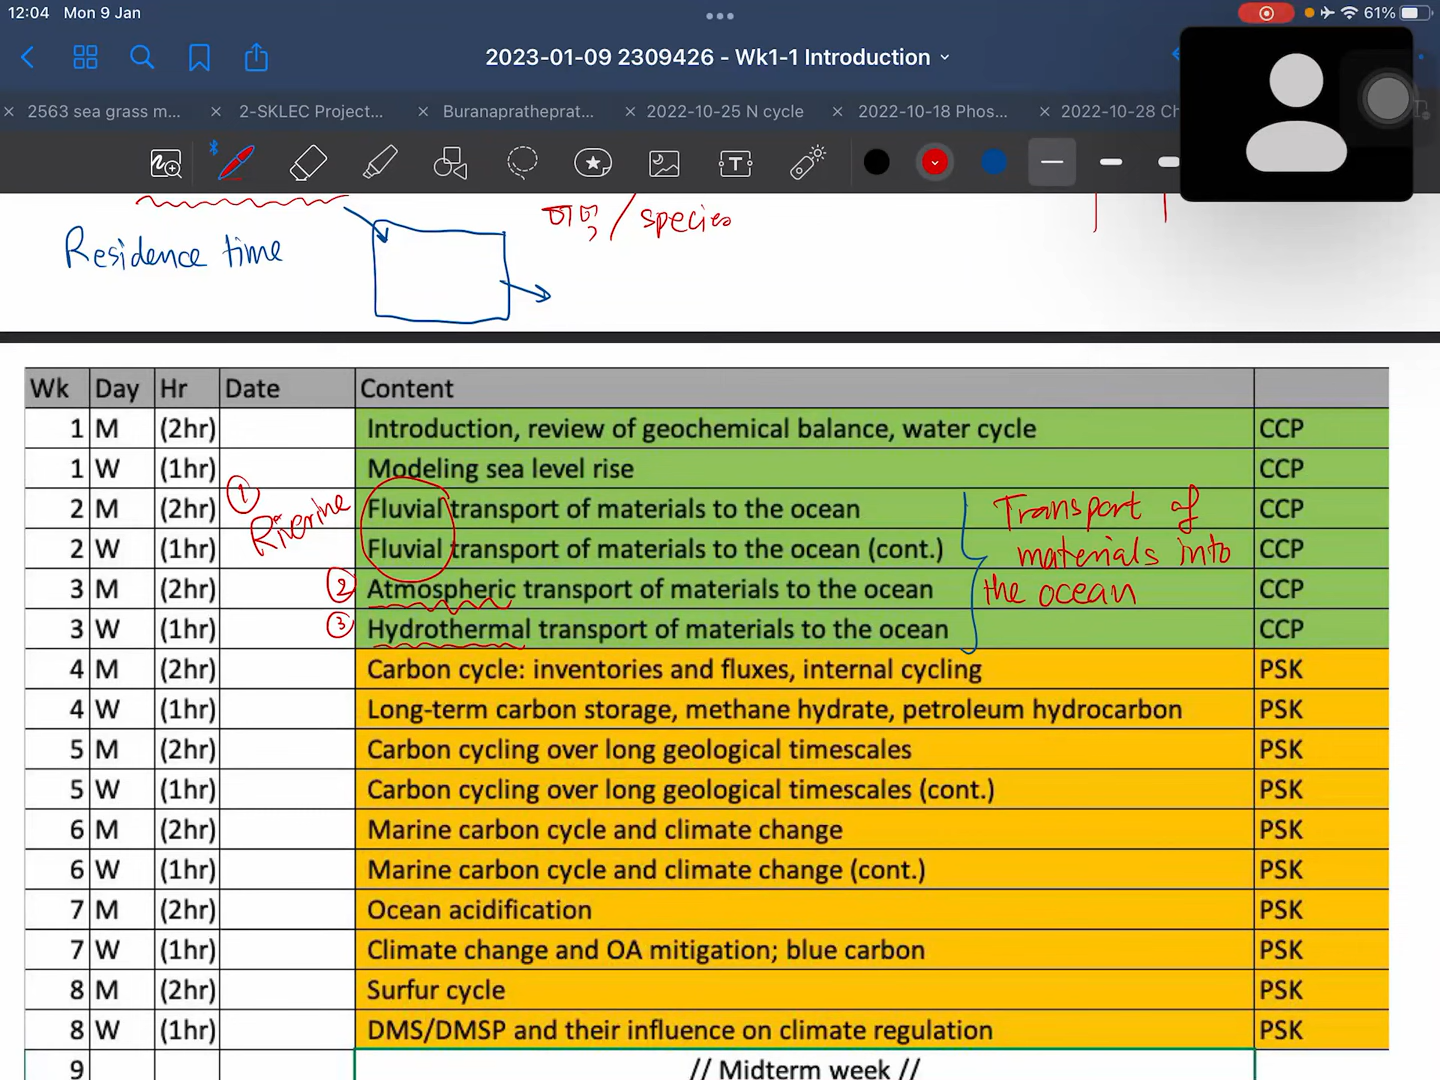 12:04 Mon 9 Jan
61%
2023-01-09 2309426 - Wk1-1 Introduction
2563 sea grass m...
2-SKLEC Project...
Buranapratheprat...
2022-10-25 N cycle
2022-10-18 Phos...
2022-10-28 Ch
T
/ species
Residence time
Wk Day Hr Date Content
1 M (2hr) Introduction, review of geochemical balance, water cycle CCP
1 W (1hr) Modeling sea level rise CCP
①
2 M (2hr) Fluvial transport of materials to the ocean CCP
Riverine
Transport of
2 W (1hr) Fluvial transport of materials to the ocean (cont.) CCP
materials into
3 M (2hr) ② Atmospheric transport of materials to the ocean CCP
the ocean
3 W (1hr) ③ Hydrothermal transport of materials to the ocean CCP
4 M (2hr) Carbon cycle: inventories and fluxes, internal cycling PSK
4 W (1hr) Long-term carbon storage, methane hydrate, petroleum hydrocarbon PSK
5 M (2hr) Carbon cycling over long geological timescales PSK
5 W (1hr) Carbon cycling over long geological timescales (cont.) PSK
6 M (2hr) Marine carbon cycle and climate change PSK
6 W (1hr) Marine carbon cycle and climate change (cont.) PSK
7 M (2hr) Ocean acidification PSK
7 W (1hr) Climate change and OA mitigation; blue carbon PSK
8 M (2hr) Surfur cycle PSK
8 W (1hr) DMS/DMSP and their influence on climate regulation PSK
9 // Midterm week //